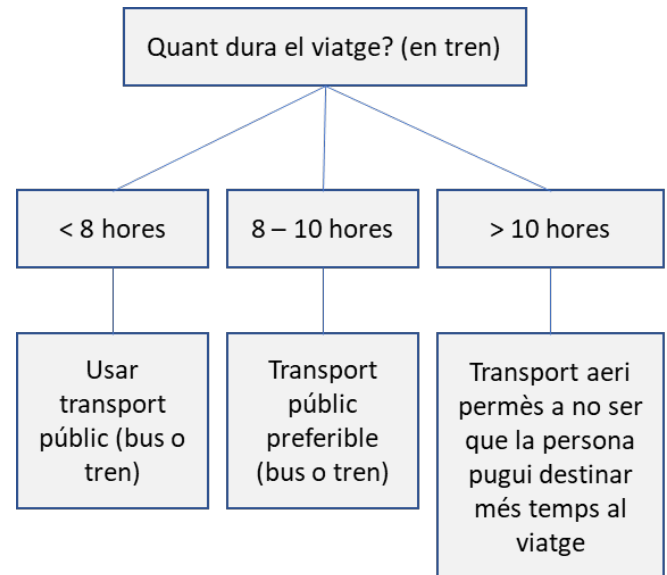 Quant dura el viatge? (en tren)
< 8 hores
8 – 10 hores
> 10 hores
Usar
transport
públic (bus o
tren)
Transport
públic
preferible
(bus o tren)
Transport aeri
permès a no ser
que la persona
pugui destinar
més temps al
viatge